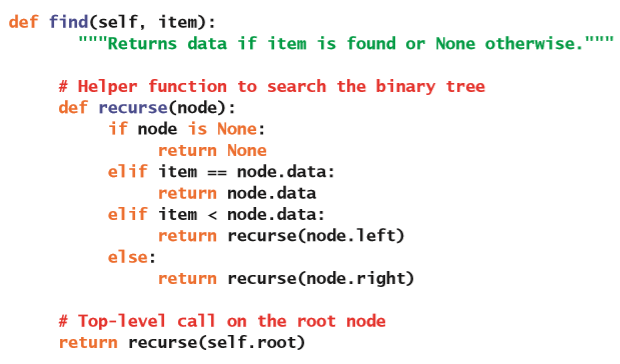 def find(self, item):
"""Returns data if item is found or None otherwise."""
# Helper function to search the binary tree
def recurse(node):
if node is None:
return None
elif item == node.data:
return node.data
elif item < node.data:
return recurse(node.left)
else:
return recurse(node.right)
# Top-level call on the root node
return recurse(self.root)